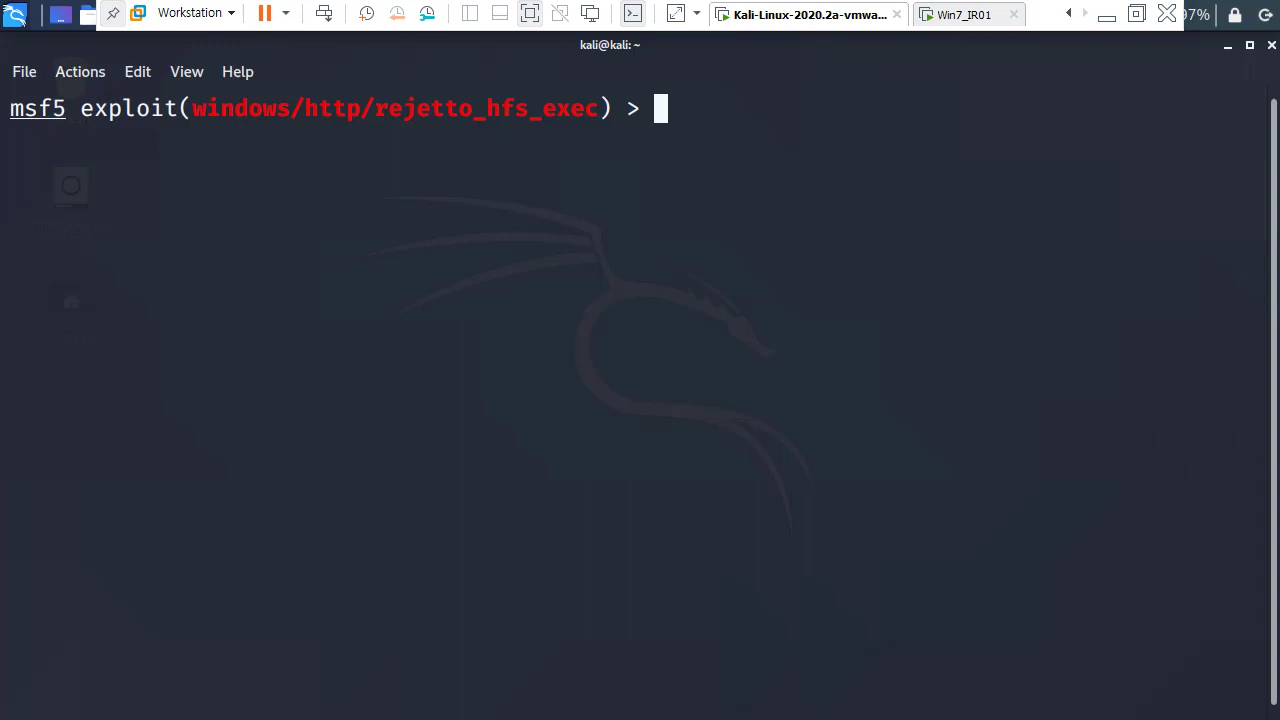 Workstation
Kali-Linux-2020.2a-vmwa...
Win7_IR01
97%
kali@kali: ~
File Actions Edit View Help
msf5 exploit(windows/http/rejetto_hfs_exec) >